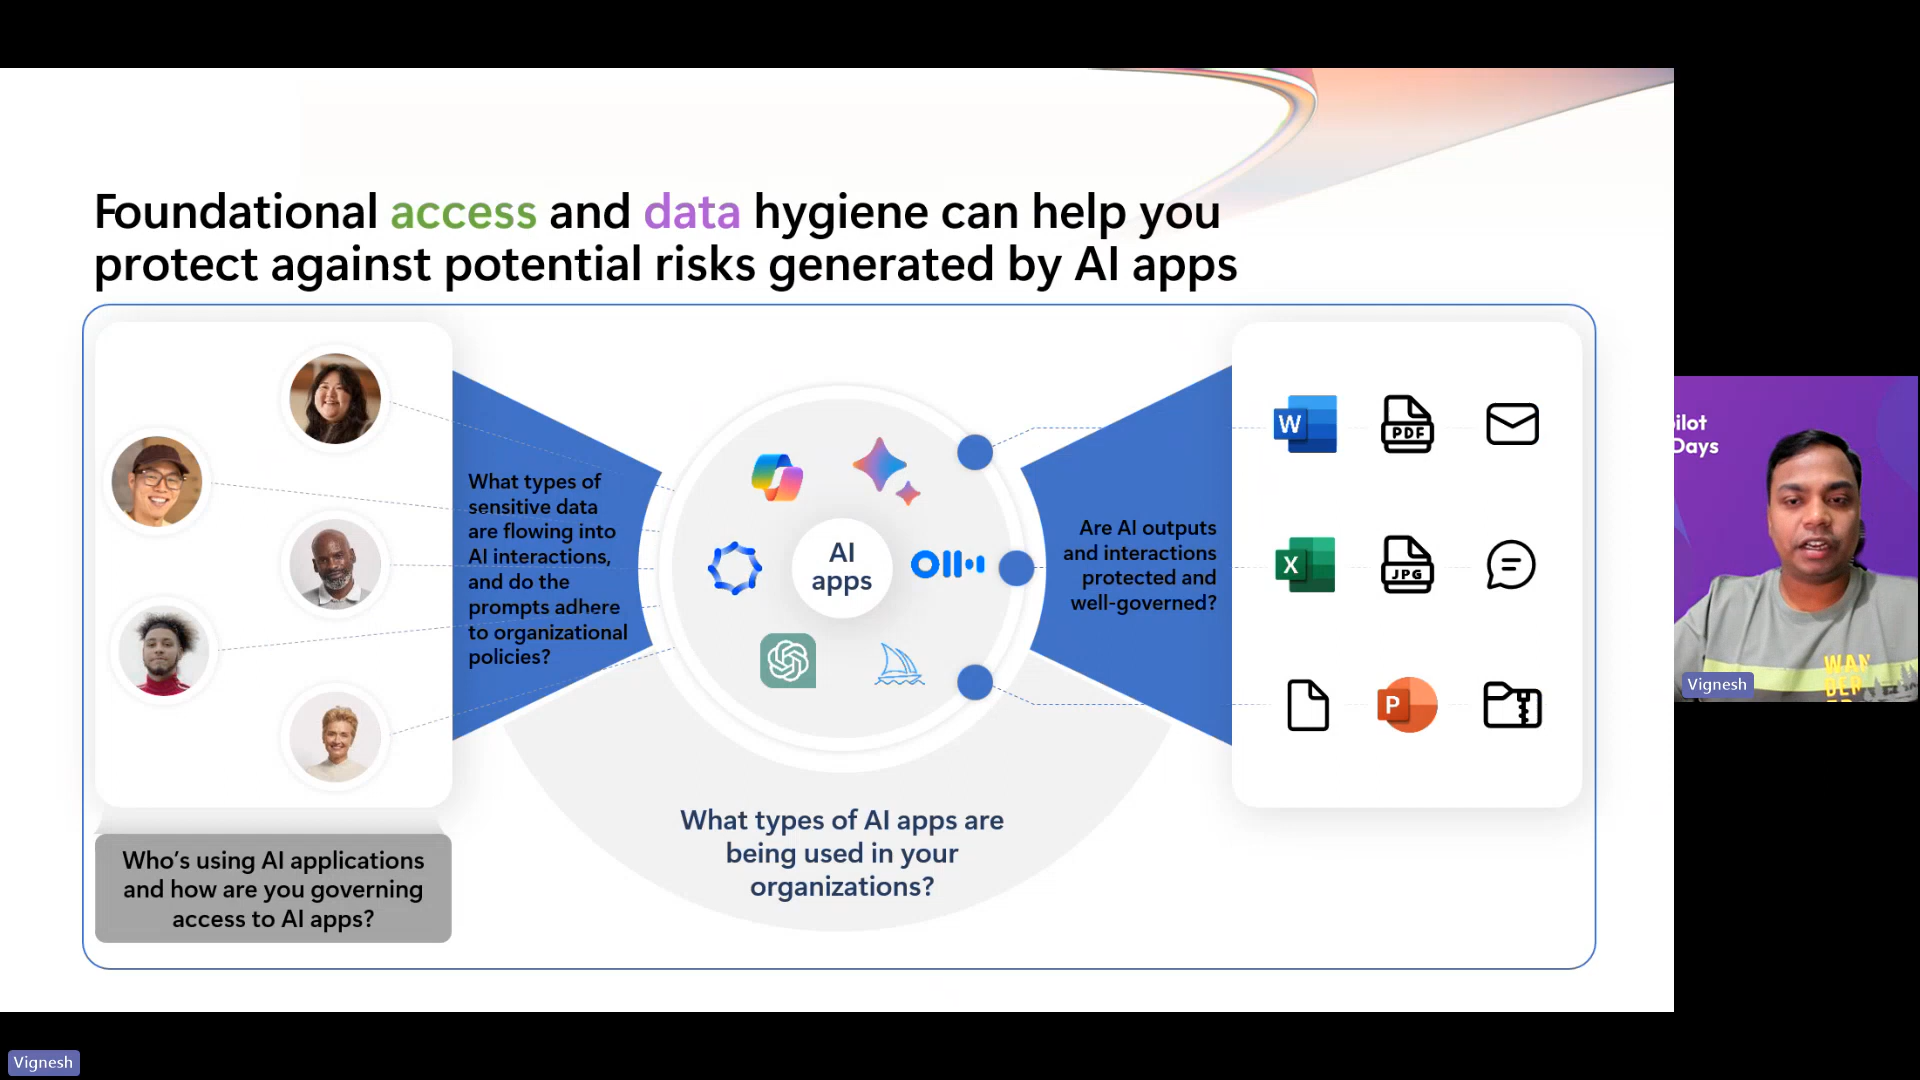 Foundational access and data hygiene can help you
protect against potential risks generated by AI apps
What types of
sensitive data
are flowing into
AI interactions,
and do the
prompts adhere
to organizational
policies?
AI
apps
Are AI outputs
and interactions
protected and
well-governed?
W
PDF
X
JPG
P
Who's using AI applications
and how are you governing
access to AI apps?
What types of AI apps are
being used in your
organizations?
ilot
Days
WAN
DER
Vignesh
Vignesh